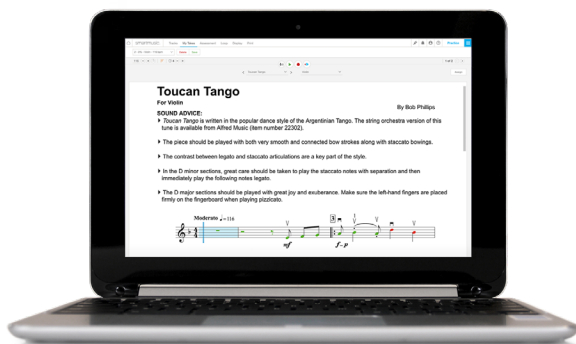 smartmusic
Toucan Tango
Violin
Toucan Tango
For Violin
By Bob Phillips
SOUND ADVICE:
Toucan Tango is written in the popular dance style of the Argentinian Tango. The string orchestra version of this
tune is available from Alfred Music (item number 22302).
The piece should be played with both very smooth and connected bow strokes along with staccato bowings.
The contrast between legato and staccato articulations are a key part of the style.
In the D minor sections, great care should be taken to play the staccato notes with separation and then
immediately play the following notes legato.
The D major sections should be played with great joy and exuberance. Make sure the left-hand fingers are placed
firmly on the fingerboard when playing pizzicato.
Moderato ♩=116
3
mf
f-p